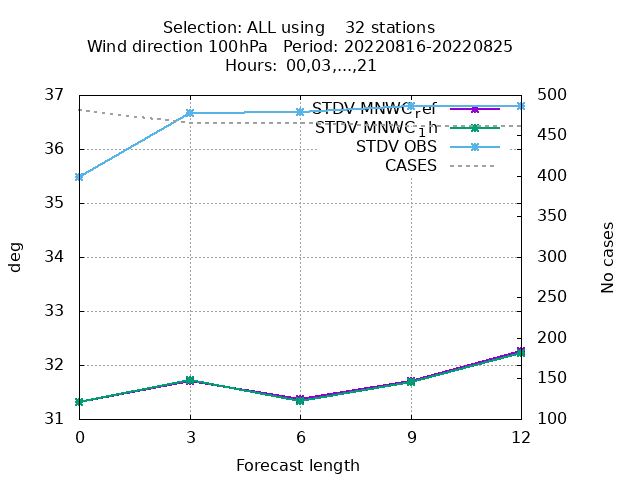 Selection: ALL using 32 stations
Wind direction 100hPa Period: 20220816-20220825
Hours: 00,03,...,21
37 500
STDV MNWC_ref
STDV MNWC_1h
STDV OBS
CASES
36 450
35 400
34 350
33 300
32 250
31 200
150
100
deg
No cases
0 3 6 9 12
Forecast length